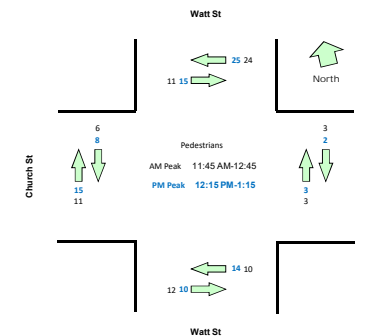 Watt St
25 24
11 15
North
6
8
3
2
Pedestrians
AM Peak 11:45 AM-12:45
PM Peak 12:15 PM-1:15
Church St
15
11
3
3
14 10
12 10
Watt St